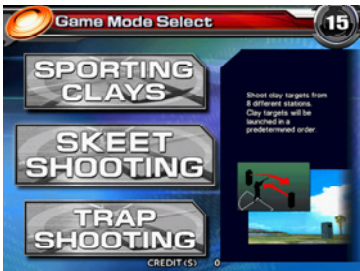 Game Mode Select
15
SPORTING
CLAYS
Shoot clay targets from
8 different stations.
Clay targets will be
launched in a
predetermined order.
SKEET
SHOOTING
TRAP
SHOOTING
CREDIT(S) 0